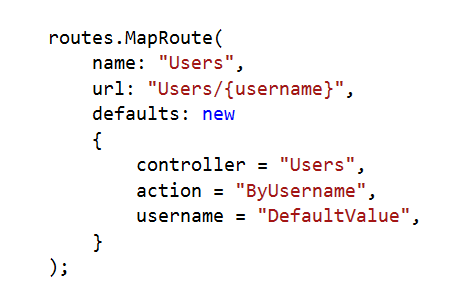 routes.MapRoute(
    name: "Users",
    url: "Users/{username}",
    defaults: new
    {
        controller = "Users",
        action = "ByUsername",
        username = "DefaultValue",
    }
);